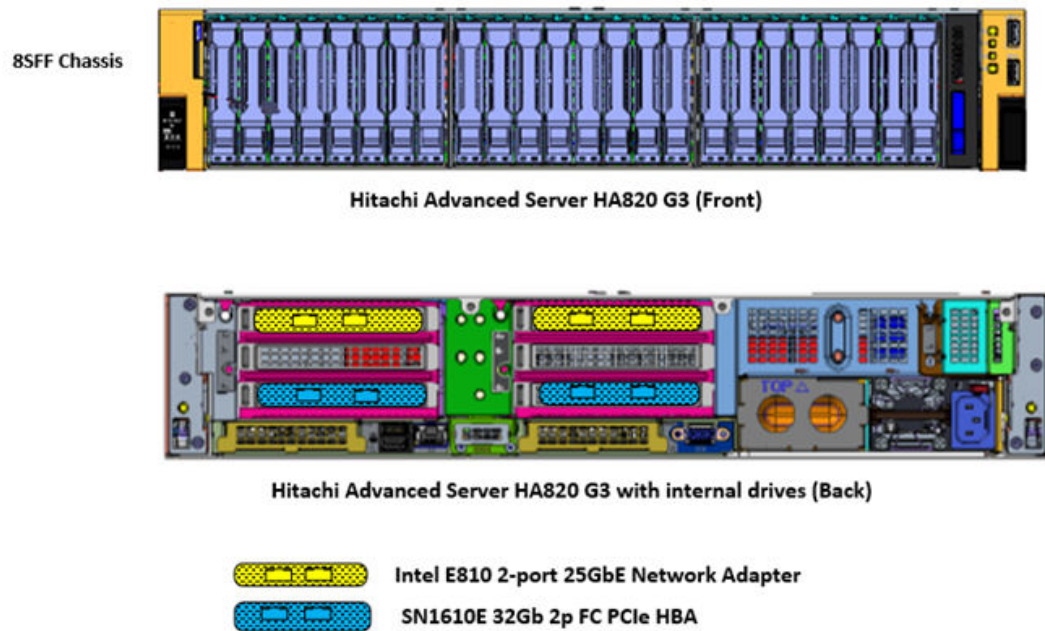 8SFF Chassis
Hitachi Advanced Server HA820 G3 (Front)
TOP
Hitachi Advanced Server HA820 G3 with internal drives (Back)
Intel E810 2-port 25GbE Network Adapter
SN1610E 32Gb 2p FC PCIe HBA